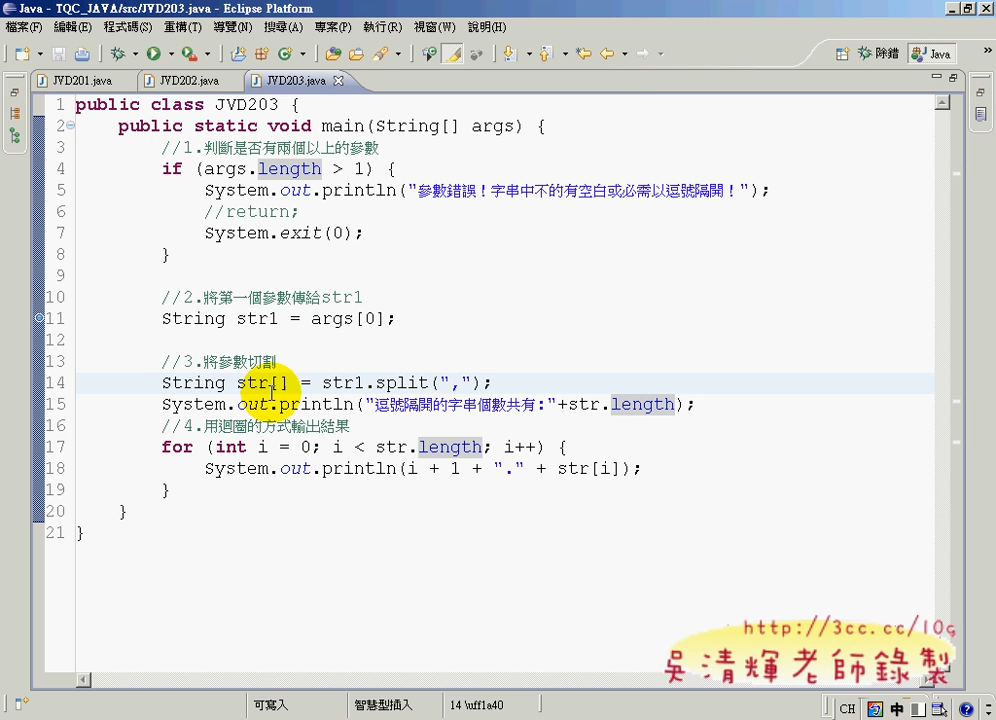 Java - TQC_JAVA/src/JVD203.java - Eclipse Platform
檔案(F) 編輯(E) 程式碼(S) 重構(T) 導覽(N) 搜尋(A) 專案(P) 執行(R) 視窗(W) 說明(H)
除錯 Java
JVD201.java JVD202.java JVD203.java
1 public class JVD203 {
2 public static void main(String[] args) {
3 //1.判斷是否有兩個以上的參數
4 if (args.length > 1) {
5 System.out.println("參數錯誤！字串中不的有空白或必需以逗號隔開！");
6 //return;
7 System.exit(0);
8 }
9
10 //2.將第一個參數傳給str1
11 String str1 = args[0];
12
13 //3.將參數切割
14 String str[] = str1.split(",");
15 System.out.println("逗號隔開的字串個數共有:"+str.length);
16 //4.用迴圈的方式輸出結果
17 for (int i = 0; i < str.length; i++) {
18 System.out.println(i + 1 + "." + str[i]);
19 }
20 }
21 }
http://3cc.cc/10g
吳清輝老師錄製
可寫入 智慧型插入 14 \uff1a40 CH 中